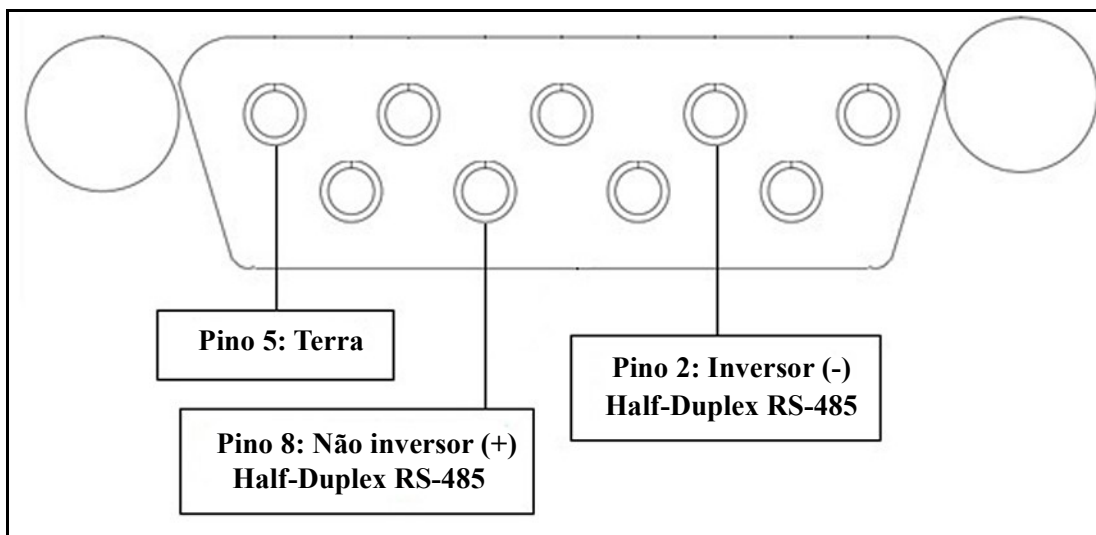 Pino 5: Terra
Pino 2: Inversor (-)
Half-Duplex RS-485
Pino 8: Não inversor (+)
Half-Duplex RS-485